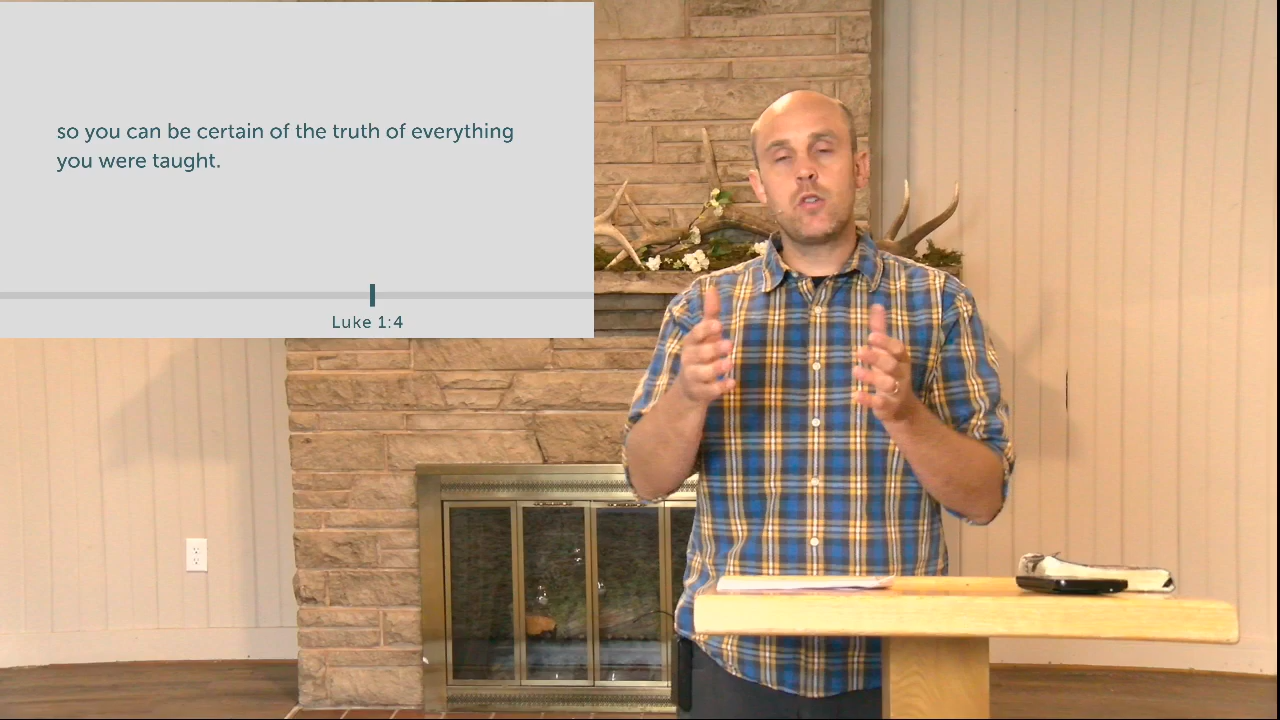 so you can be certain of the truth of everything
you were taught.
Luke 1:4